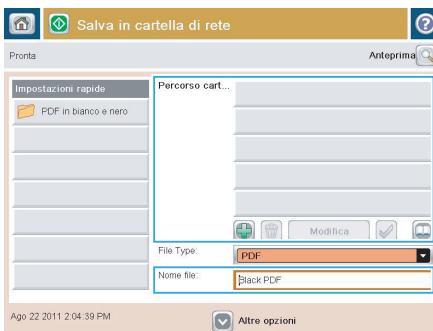 Salva in cartella di rete
Pronta
Anteprima
Impostazioni rapide
PDF in bianco e nero
Percorso cart...
Modifica
File Type:
PDF
Nome file:
Black PDF
Ago 22 2011 2:04:39 PM
Altre opzioni